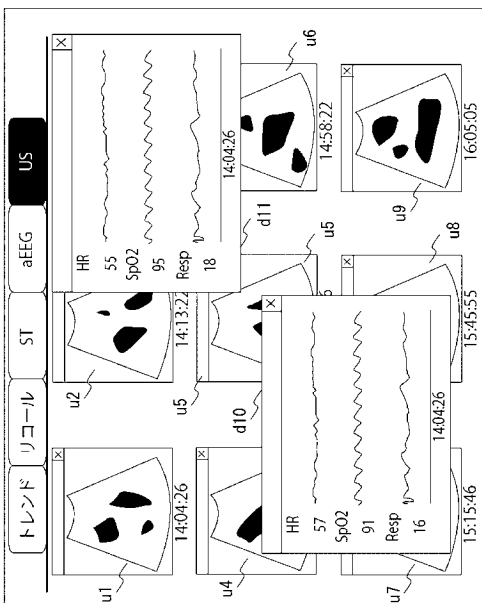 トレンド リコール ST aEEG US
u1
14:04:26
u2
14:13:22
HR
55
SpO2
95
Resp
18
14:04:26
d11
u6
14:58:22
u4
u5
u5
d10
HR
57
SpO2
91
Resp
16
14:04:26
u7
15:15:46
u8
15:45:55
u9
16:05:05